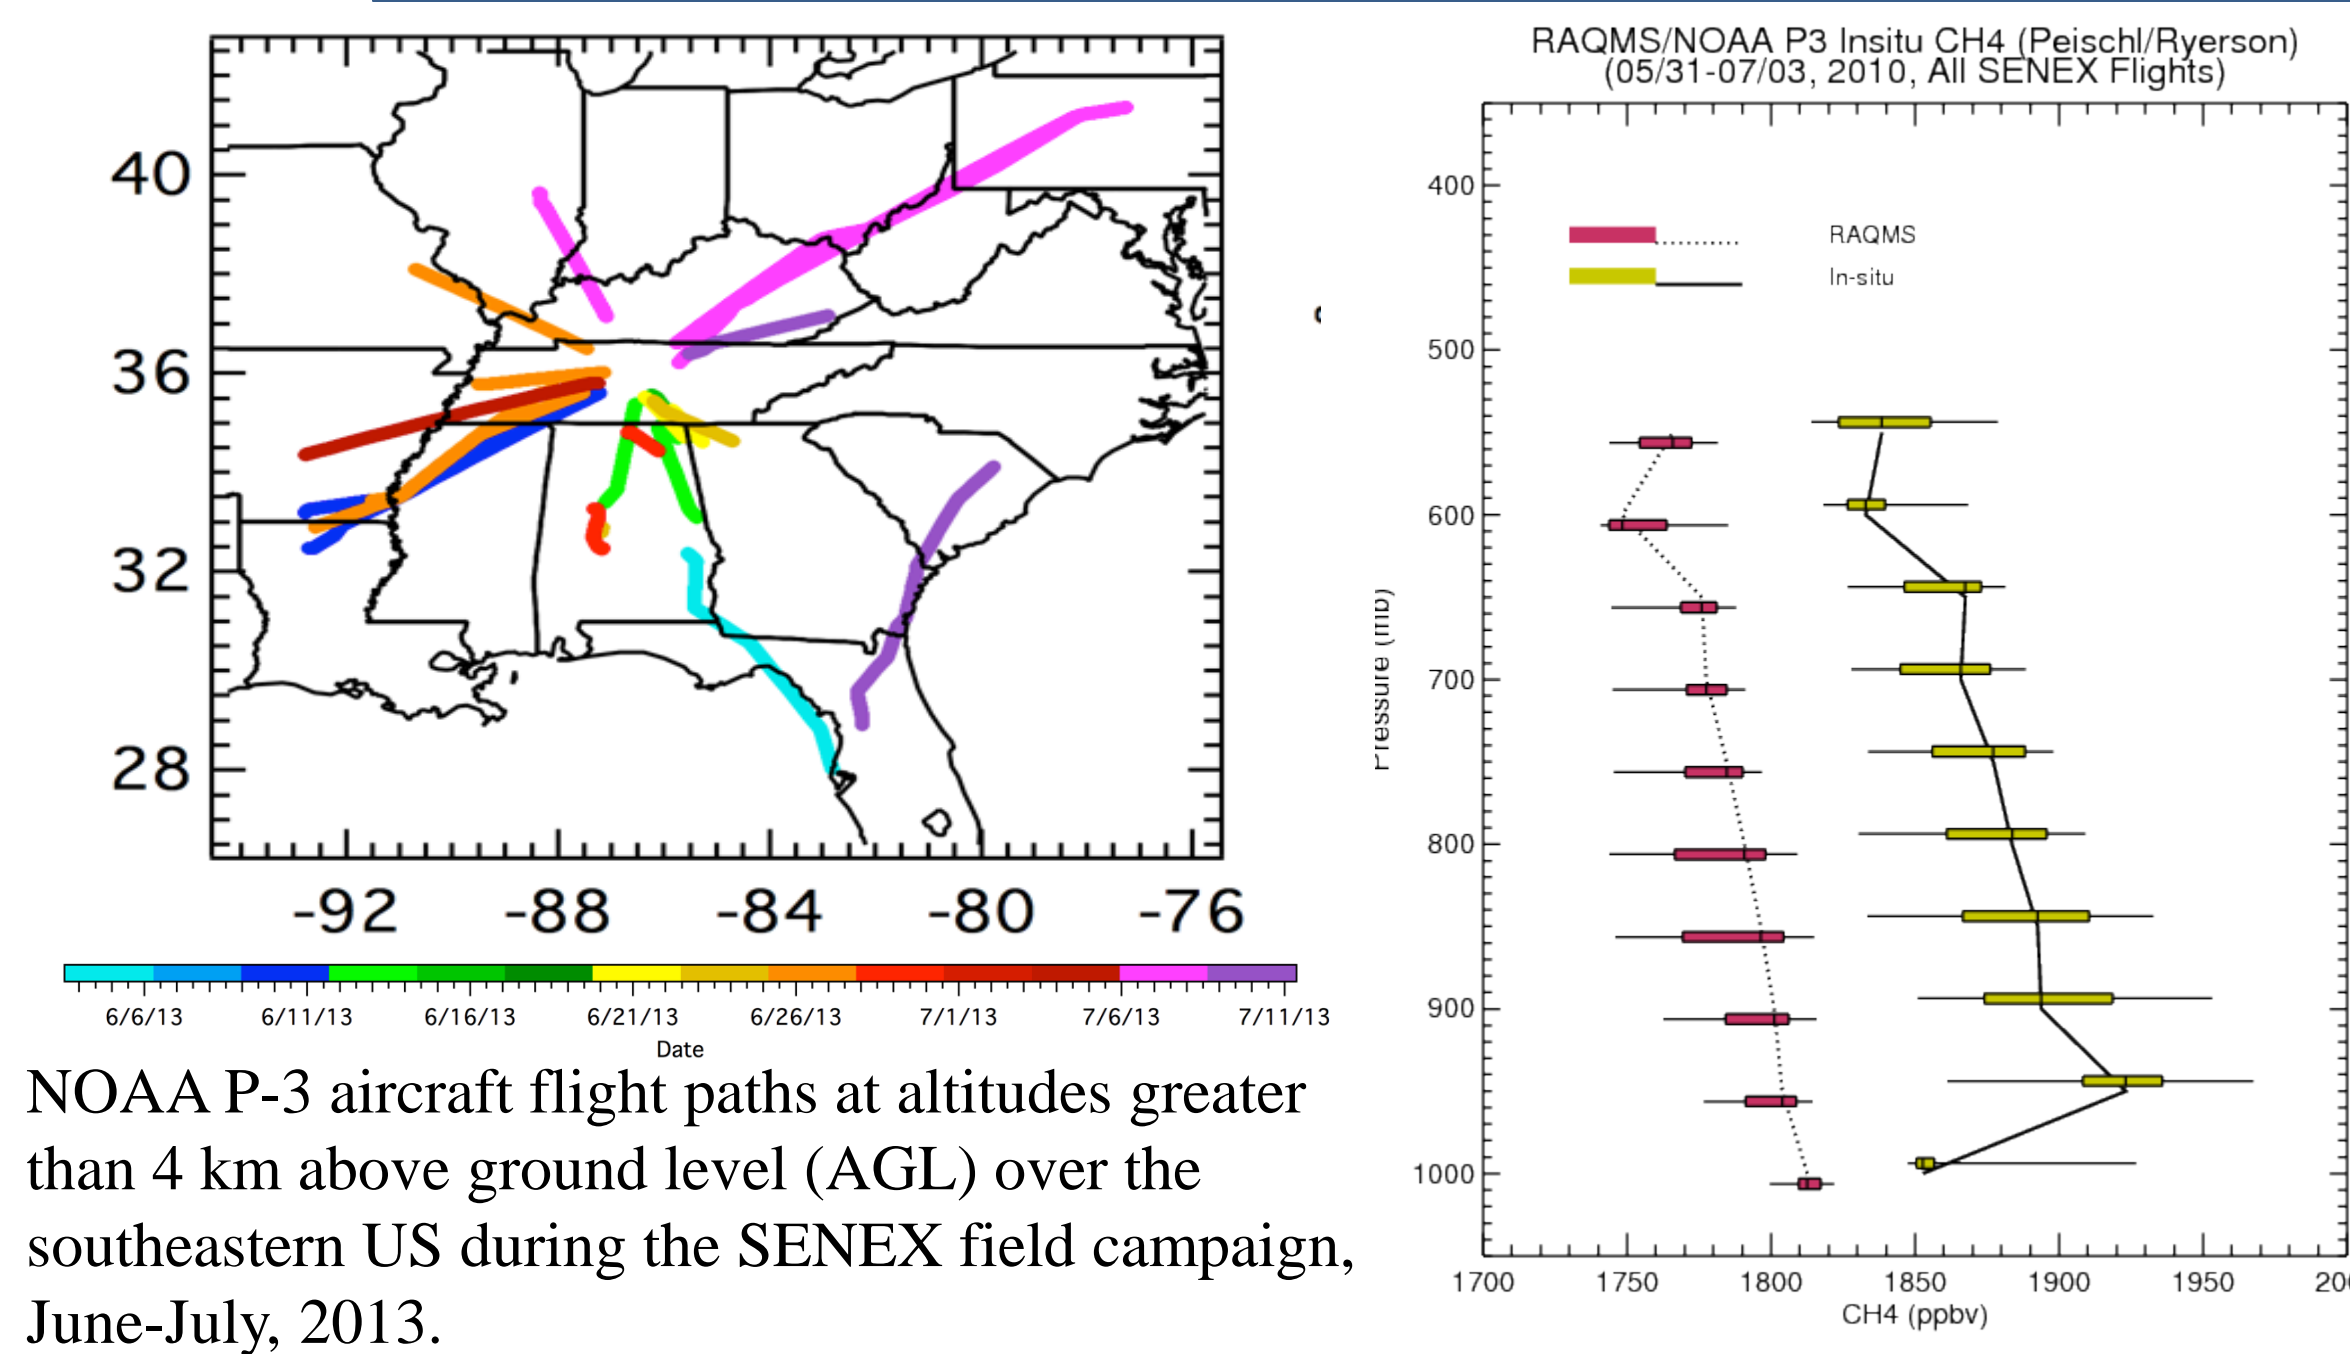 40
36
32
28
-92 -88 -84 -80 -76
6/6/13 6/11/13 6/16/13 6/21/13 6/26/13 7/1/13 7/6/13 7/11/13
Date
NOAA P-3 aircraft flight paths at altitudes greater
than 4 km above ground level (AGL) over the
southeastern US during the SENEX field campaign,
June-July, 2013.
RAQMS/NOAA P3 Insitu CH4 (Peischl/Ryerson)
(05/31-07/03, 2010, All SENEX Flights)
RAQMS
In-situ
Pressure (mb)
400
500
600
700
800
900
1000
1700 1750 1800 1850 1900 1950
CH4 (ppbv)